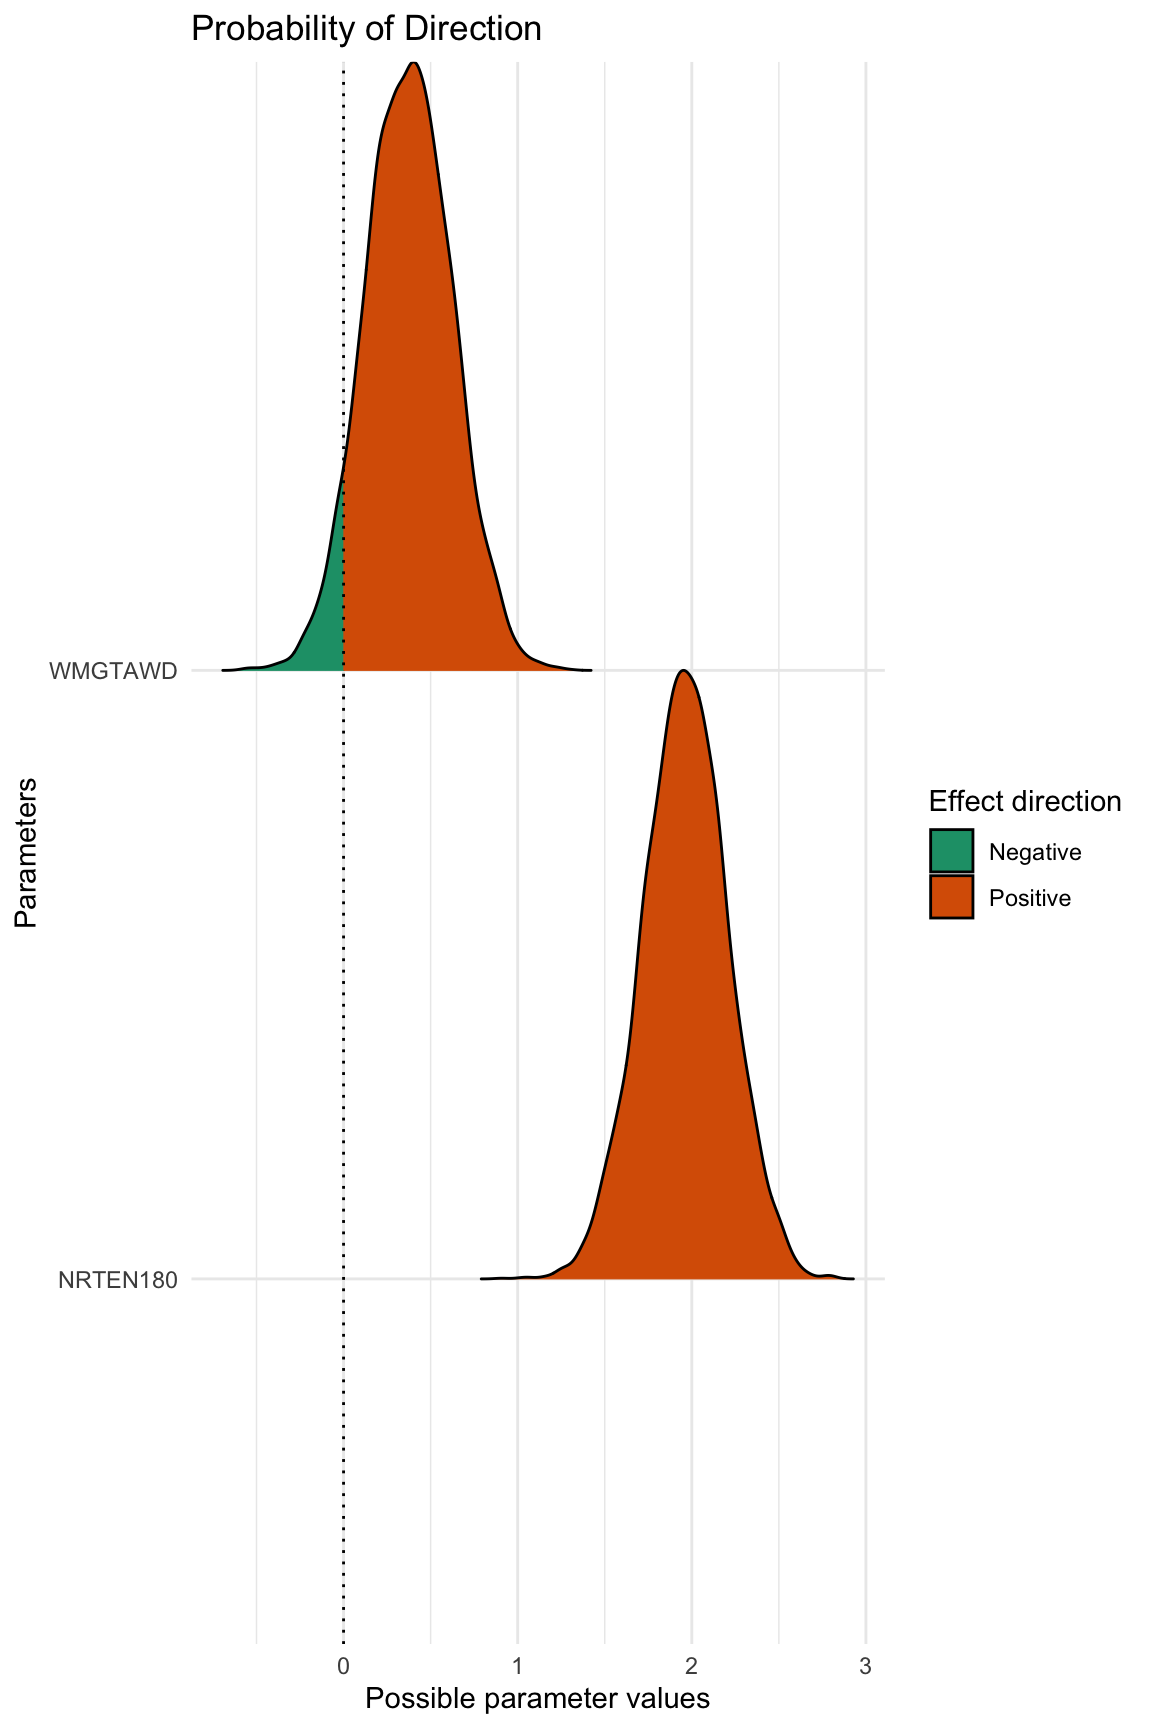 Probability of Direction
WMGTAWD
NRTEN180
Parameters
0 1 2 3
Possible parameter values
Effect direction
Negative
Positive